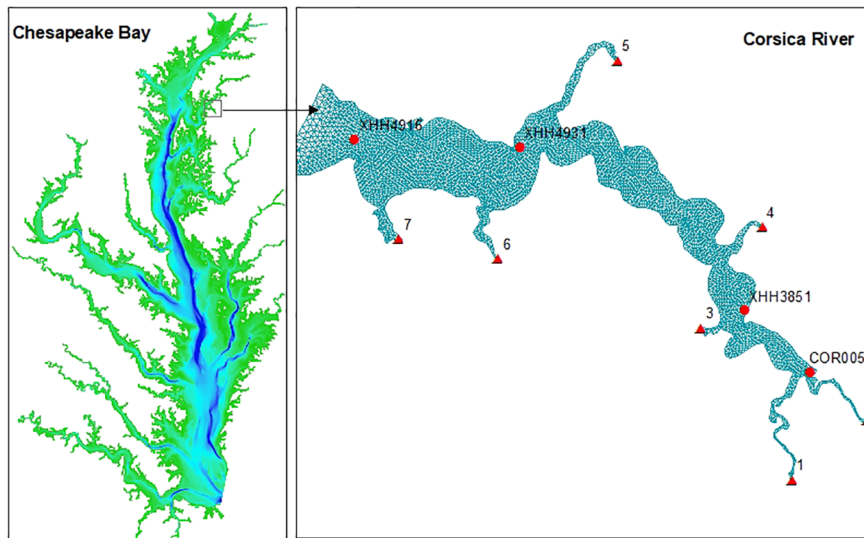 Chesapeake Bay
Corsica River
5
XHH4916
XHH4931
4
7
6
XHH3851
3
COR005
1